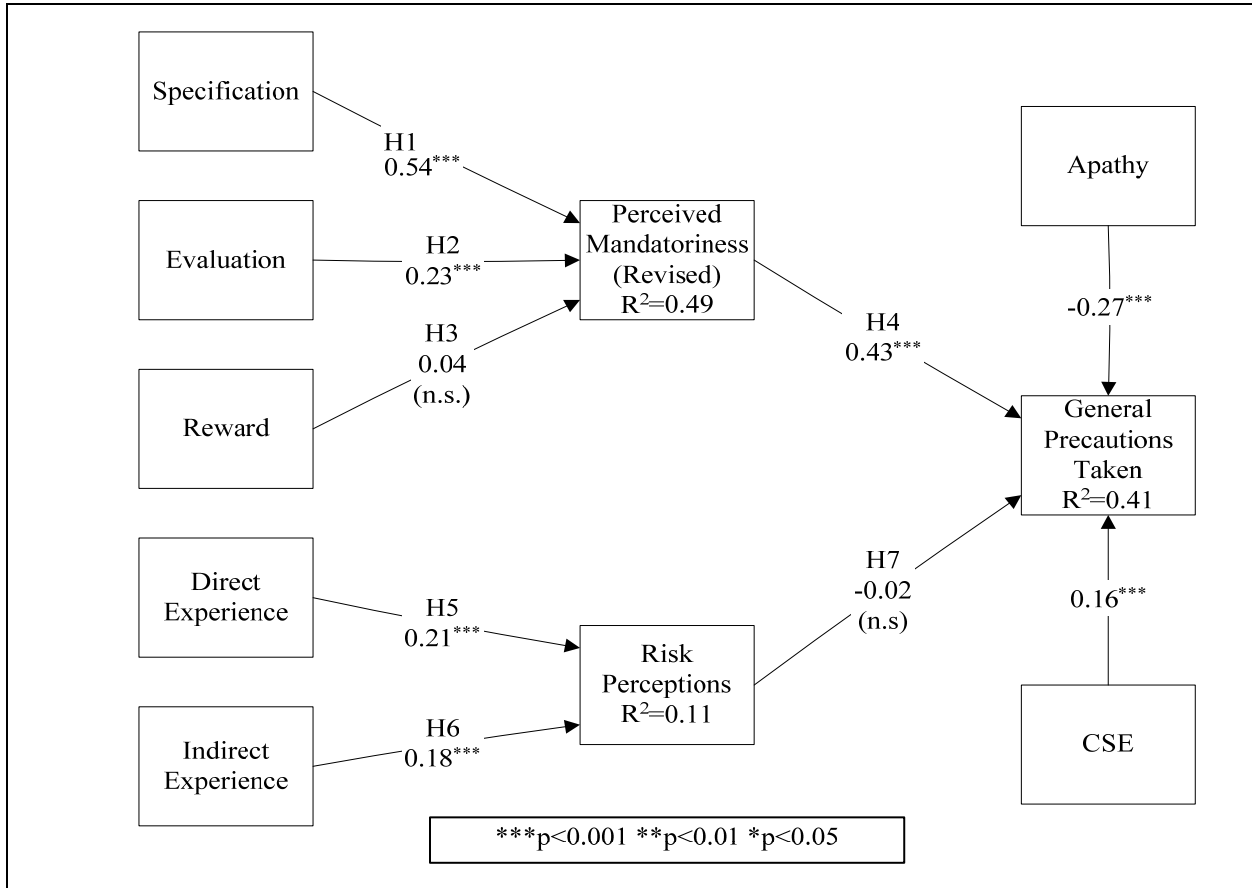 Specification
H1
0.54***
Evaluation
H2
0.23***
Reward
H3
0.04
(n.s.)
Perceived
Mandatoriness
(Revised)
R²=0.49
H4
0.43***
Apathy
-0.27***
General
Precautions
Taken
R²=0.41
Direct
Experience
H5
0.21***
Indirect
Experience
H6
0.18***
Risk
Perceptions
R²=0.11
H7
-0.02
(n.s)
0.16***
CSE
***p<0.001 **p<0.01 *p<0.05